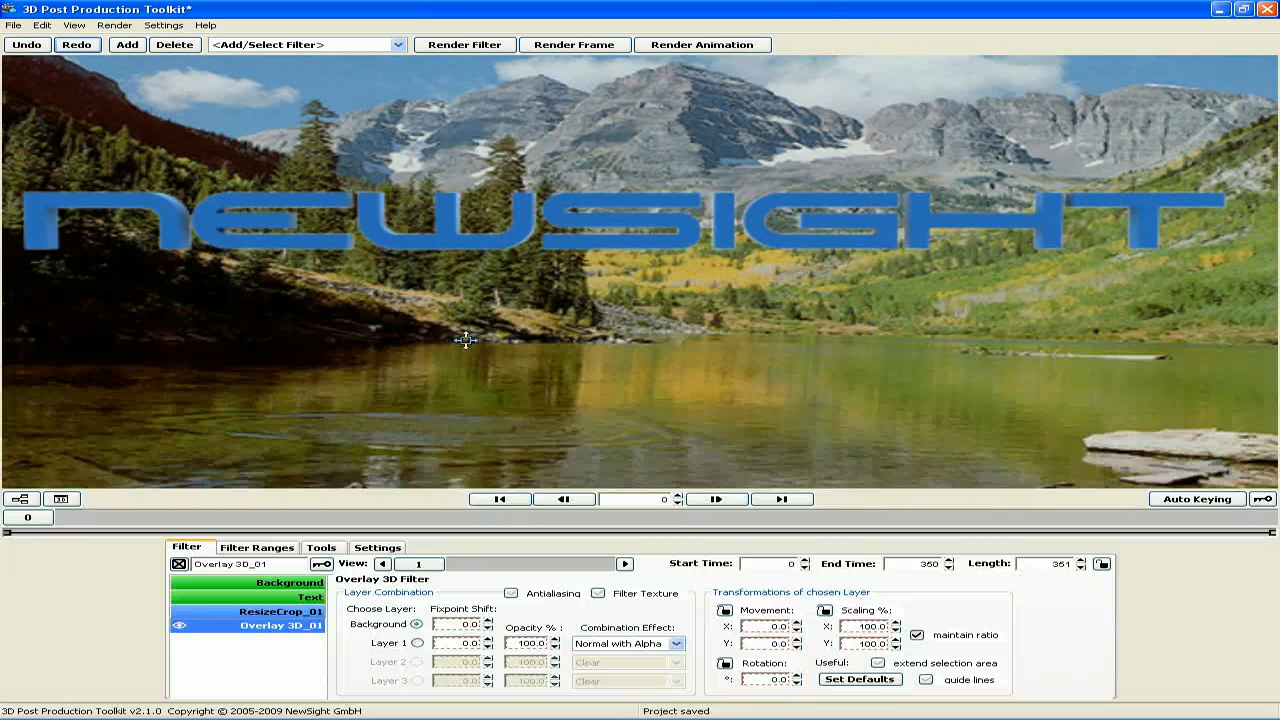 3D Post Production Toolkit*
File Edit View Render Settings Help
Undo Redo Add Delete <Add/Select Filter> Render Filter Render Frame Render Animation
NEWSIGHT
3D 0 Auto Keying
0
Filter Filter Ranges Tools Settings
Overlay 3D_01 View: 1 Start Time: 0 End Time: 350 Length: 351
Background
Text
ResizeCrop_01
Overlay 3D_01
Overlay 3D Filter
Layer Combination Antialiasing Filter Texture
Choose Layer: Fixpoint Shift:
Background 0.0 Opacity %: Combination Effect:
Layer 1 0.0 100.0 Normal with Alpha
Layer 2 0.0 100.0 Clear
Layer 3 0.0 100.0 Clear
Transformations of chosen Layer
Movement: Scaling %:
X: 0.0 X: 100.0
Y: 0.0 Y: 100.0 maintain ratio
Rotation: Useful: extend selection area
°: 0.0 Set Defaults guide lines
3D Post Production Toolkit v2.1.0 Copyright © 2005-2009 NewSight GmbH Project saved